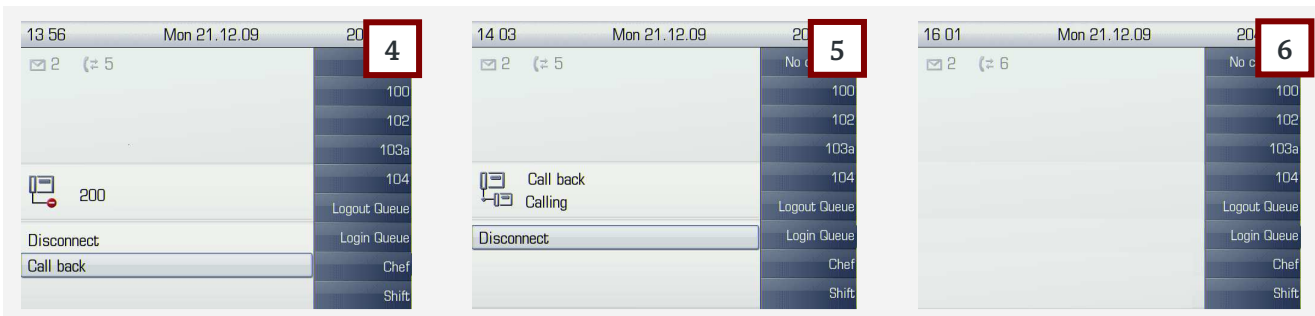 13 56 Mon 21.12.09 20
4
2 5
100
102
103a
200
104
Logout Queue
Disconnect
Login Queue
Call back
Chef
Shift
14 03 Mon 21.12.09 20
5
2 5
No c
100
102
103a
Call back
104
Calling
Logout Queue
Disconnect
Login Queue
Chef
Shift
16 01 Mon 21.12.09 20
6
2 6
No c
100
102
103a
104
Logout Queue
Login Queue
Chef
Shift